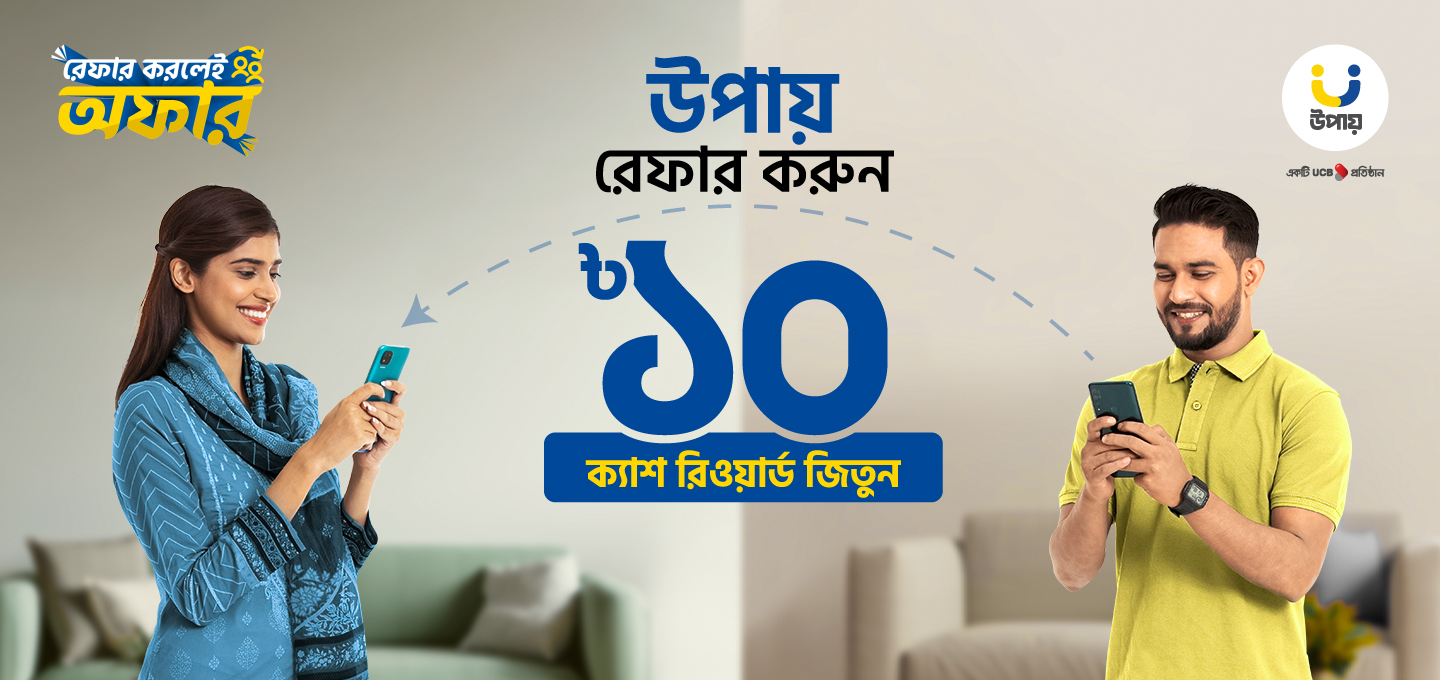 রেফার করলেই
অফার
উপায়
রেফার করুন
৳১০
ক্যাশ রিওয়ার্ড জিতুন
উপায়
একটি UCB প্রতিষ্ঠান